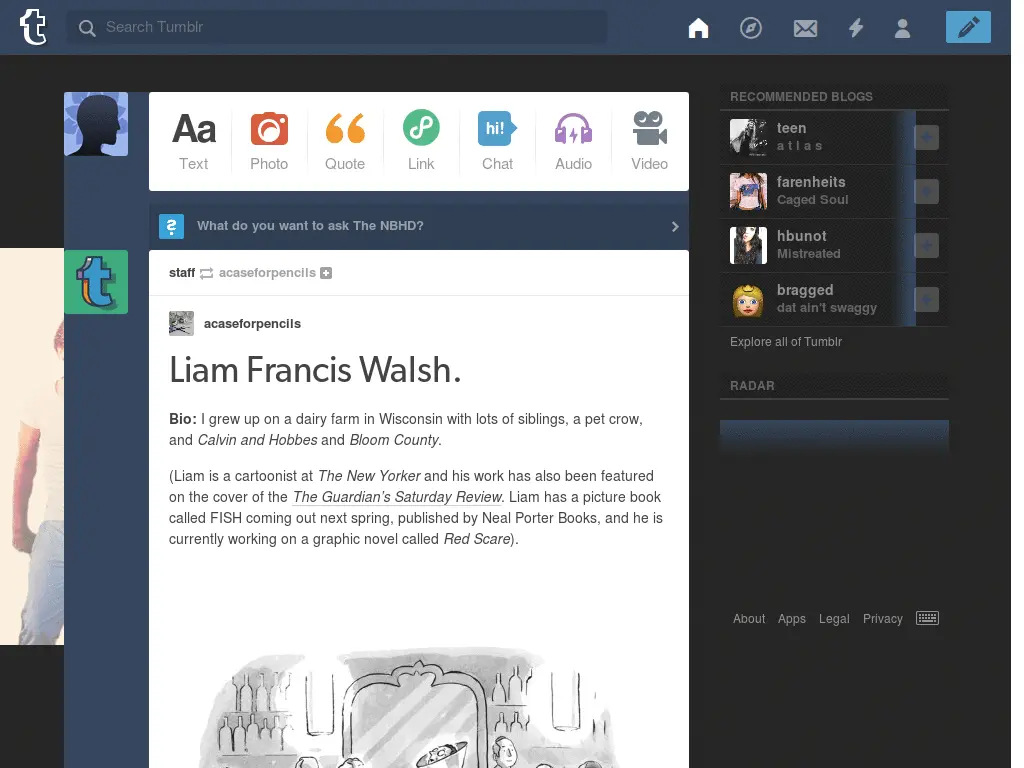 Search Tumblr
Aa
Text
Photo
Quote
Link
hi!
Chat
Audio
Video
? What do you want to ask The NBHD?
staff acaseforpencils
acaseforpencils
Liam Francis Walsh.
Bio: I grew up on a dairy farm in Wisconsin with lots of siblings, a pet crow,
and Calvin and Hobbes and Bloom County.
(Liam is a cartoonist at The New Yorker and his work has also been featured
on the cover of the The Guardian’s Saturday Review. Liam has a picture book
called FISH coming out next spring, published by Neal Porter Books, and he is
currently working on a graphic novel called Red Scare).
RECOMMENDED BLOGS
teen
a t l a s
farenheits
Caged Soul
hbunot
Mistreated
bragged
dat ain't swaggy
Explore all of Tumblr
RADAR
About Apps Legal Privacy